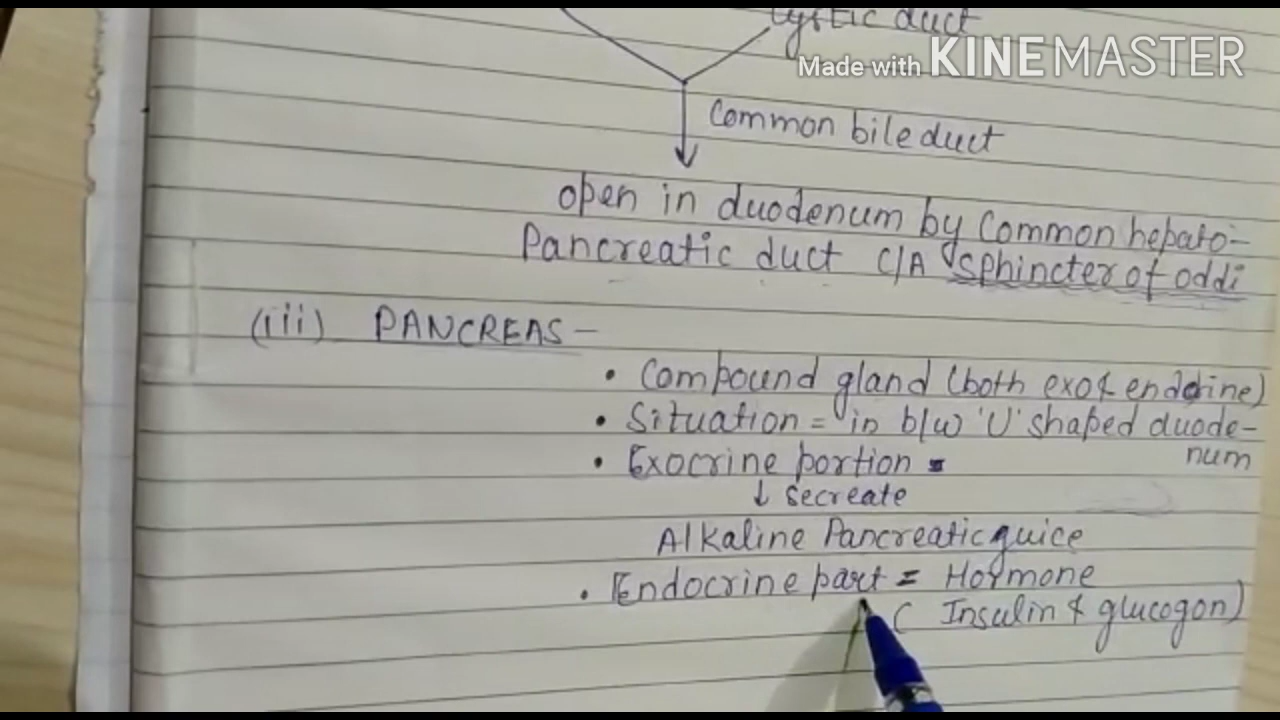 Cystic duct
Made with KINEMASTER
Common bile duct
open in duodenum by Common hepato-
Pancreatic duct C/A sphincter of oddi
(iii) PANCREAS –
• Compound gland (both exo & endorine)
• Situation = in b/w 'U' shaped duode-
num
• Exocrine portion =
↓ Secreate
Alkaline Pancreatic quice
• Endocrine part = Hormone
( Insulin & glucogon)